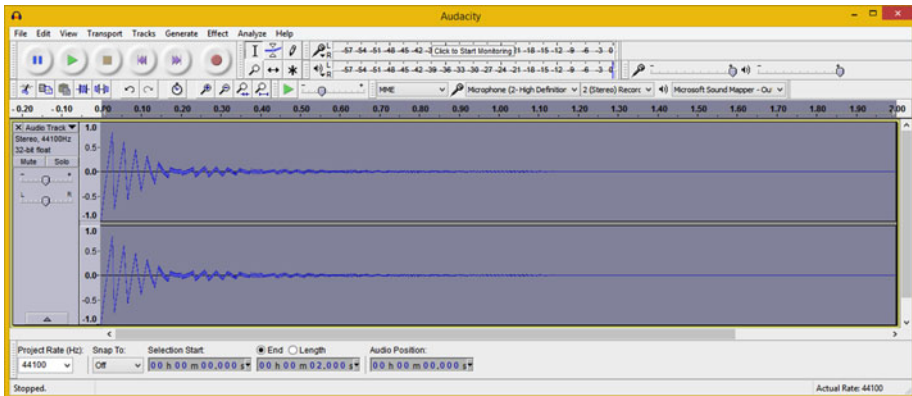 Audacity
File Edit View Transport Tracks Generate Effect Analyze Help
L R -57 -54 -51 -48 -45 -42 -3 Click to Start Monitoring 1 -18 -15 -12 -9 -6 -3 0
L R -57 -54 -51 -48 -45 -42 -39 -36 -33 -30 -27 -24 -21 -18 -15 -12 -9 -6 -3 0
MME Microphone (2- High Definitior 2 (Stereo) Recorc Microsoft Sound Mapper - Ou
-0.20 -0.10 0.00 0.10 0.20 0.30 0.40 0.50 0.60 0.70 0.80 0.90 1.00 1.10 1.20 1.30 1.40 1.50 1.60 1.70 1.80 1.90 2.00
X Audio Track 1.0
Stereo, 44100Hz
32-bit float 0.5
Mute Solo
- + 0.0
L R -0.5
-1.0
1.0
0.5
0.0
-0.5
-1.0
Project Rate (Hz): Snap To: Selection Start: End Length Audio Position:
44100 Off 00 h 00 m 00.000 s 00 h 00 m 02.000 s 00 h 00 m 00.000 s
Stopped. Actual Rate: 44100